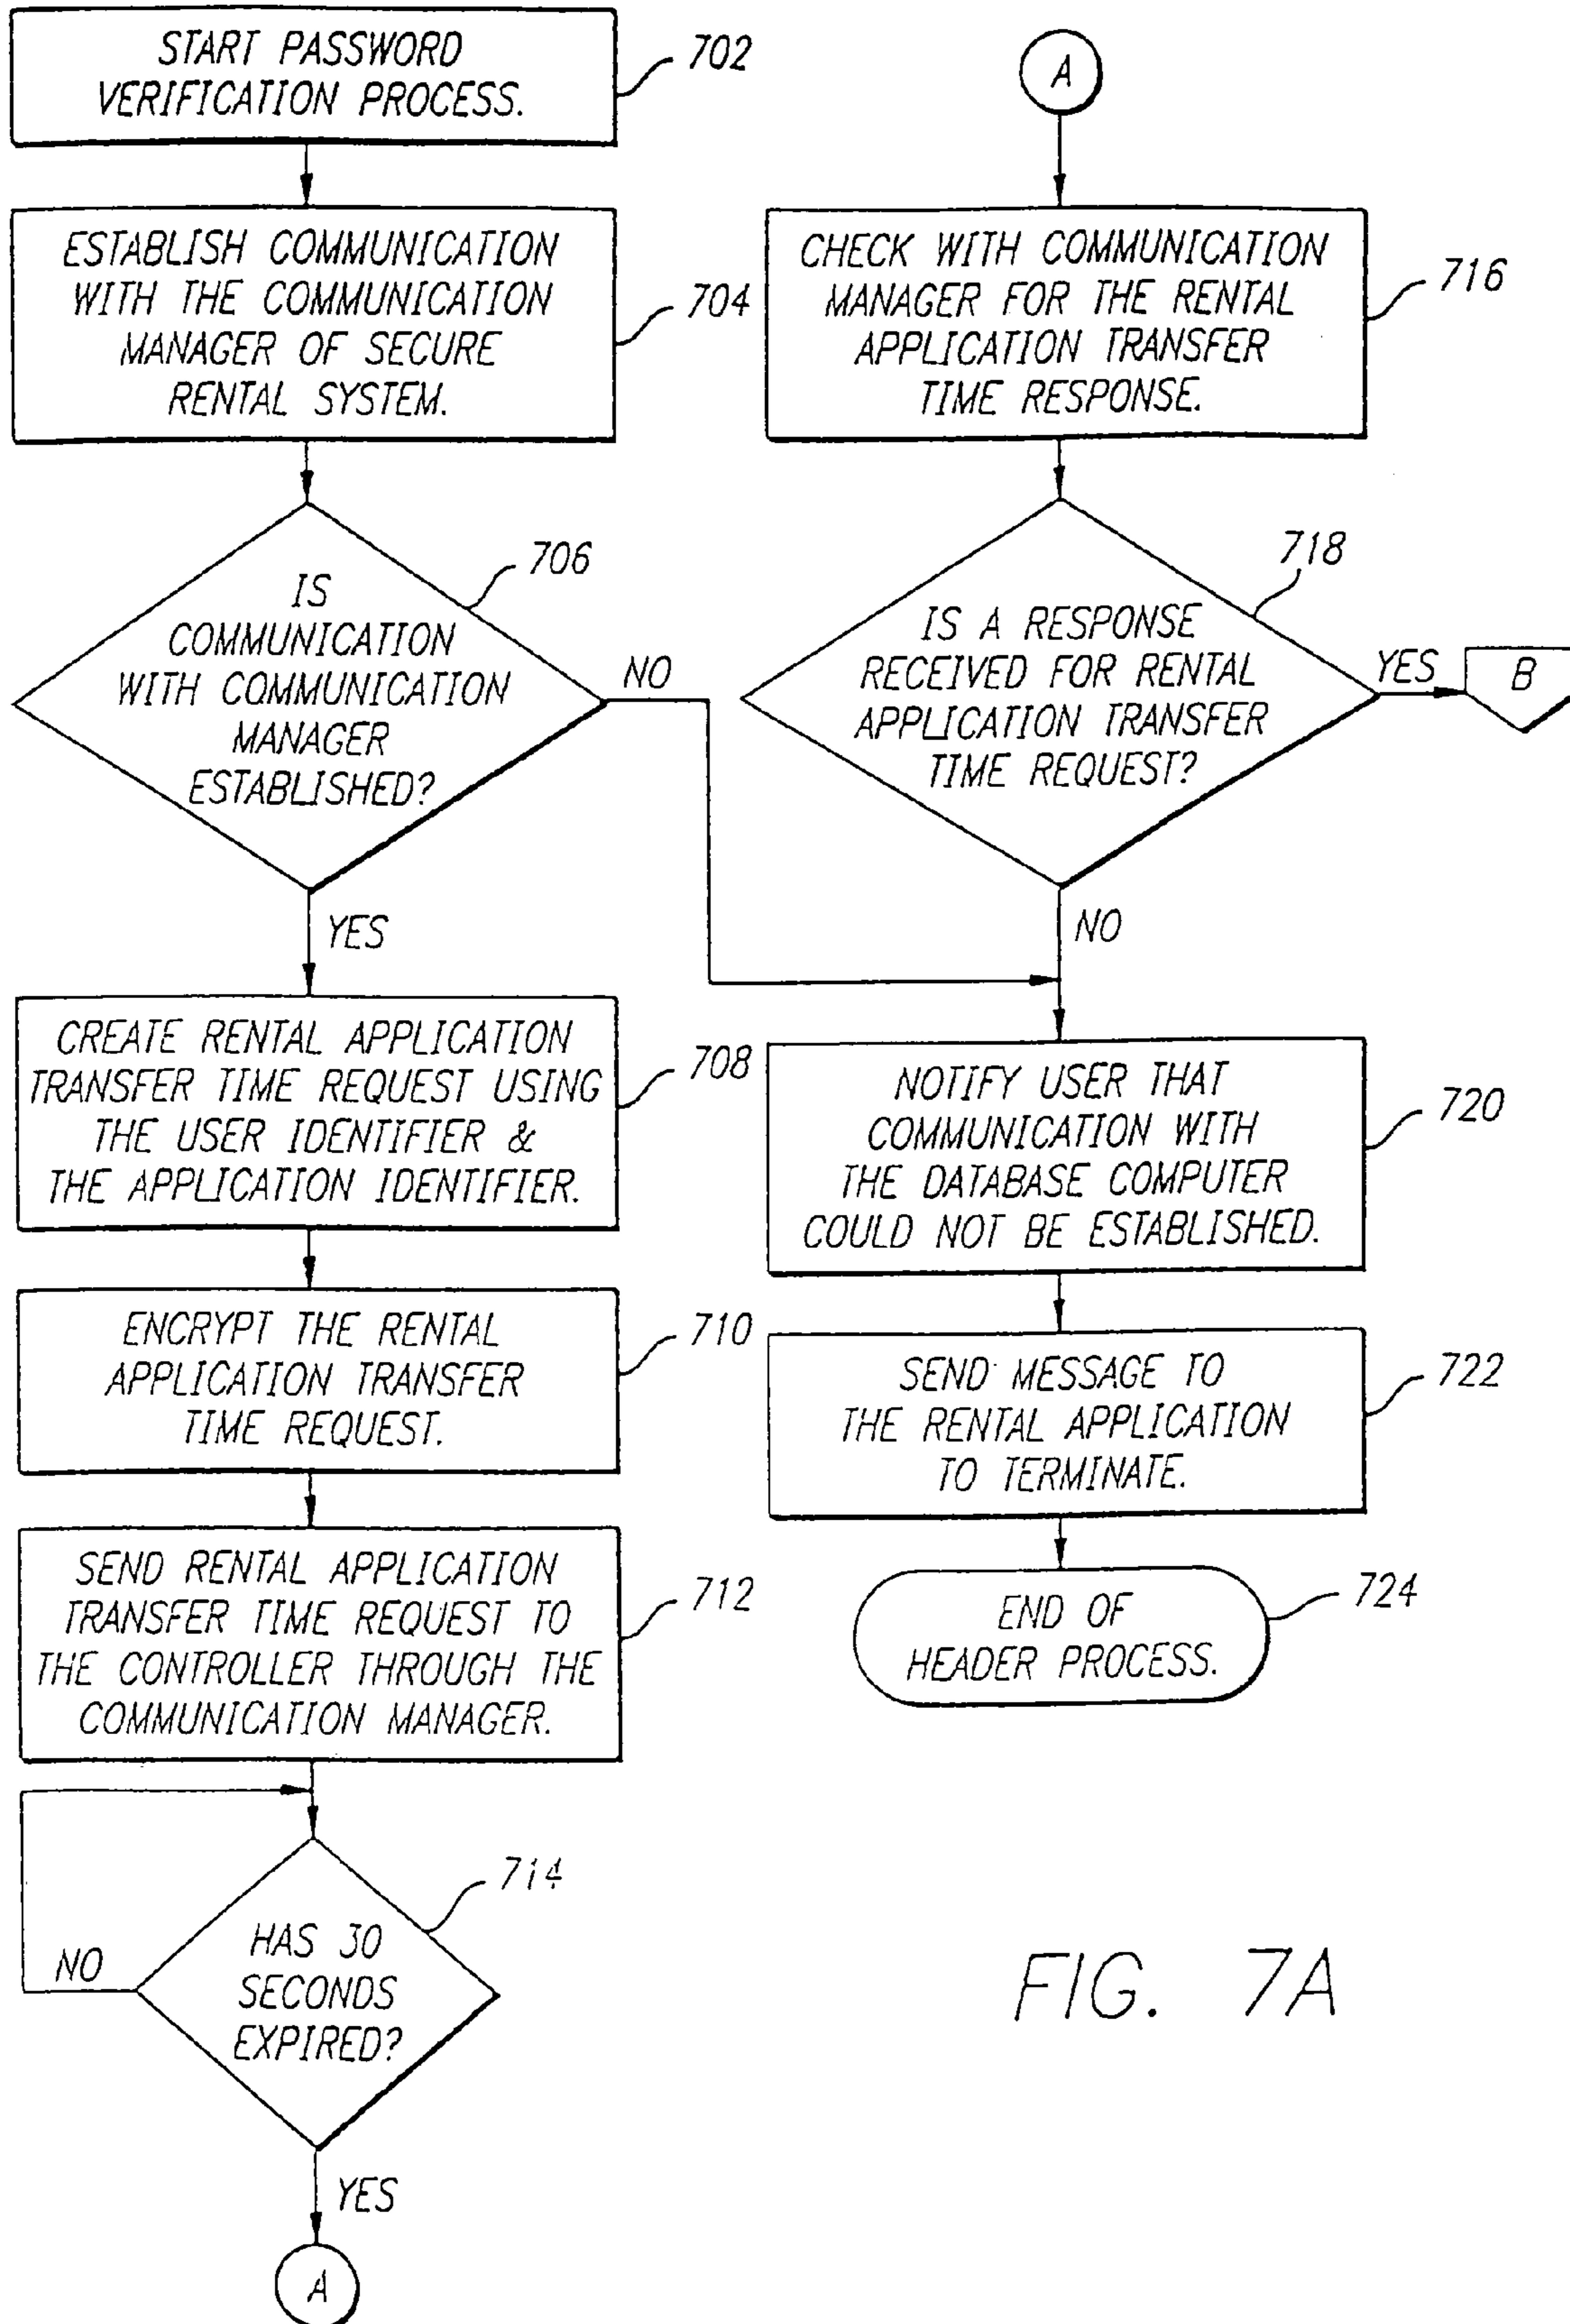 START PASSWORD
VERIFICATION PROCESS.
702
ESTABLISH COMMUNICATION
WITH THE COMMUNICATION
MANAGER OF SECURE
RENTAL SYSTEM.
704
IS
COMMUNICATION
WITH COMMUNICATION
MANAGER
ESTABLISHED?
706
NO
YES
CREATE RENTAL APPLICATION
TRANSFER TIME REQUEST USING
THE USER IDENTIFIER &
THE APPLICATION IDENTIFIER.
708
ENCRYPT THE RENTAL
APPLICATION TRANSFER
TIME REQUEST.
710
SEND RENTAL APPLICATION
TRANSFER TIME REQUEST TO
THE CONTROLLER THROUGH THE
COMMUNICATION MANAGER.
712
HAS 30
SECONDS
EXPIRED?
714
NO
YES
A
A
CHECK WITH COMMUNICATION
MANAGER FOR THE RENTAL
APPLICATION TRANSFER
TIME RESPONSE.
716
IS A RESPONSE
RECEIVED FOR RENTAL
APPLICATION TRANSFER
TIME REQUEST?
718
YES
B
NO
NOTIFY USER THAT
COMMUNICATION WITH
THE DATABASE COMPUTER
COULD NOT BE ESTABLISHED.
720
SEND MESSAGE TO
THE RENTAL APPLICATION
TO TERMINATE.
722
END OF
HEADER PROCESS.
724
FIG. 7A